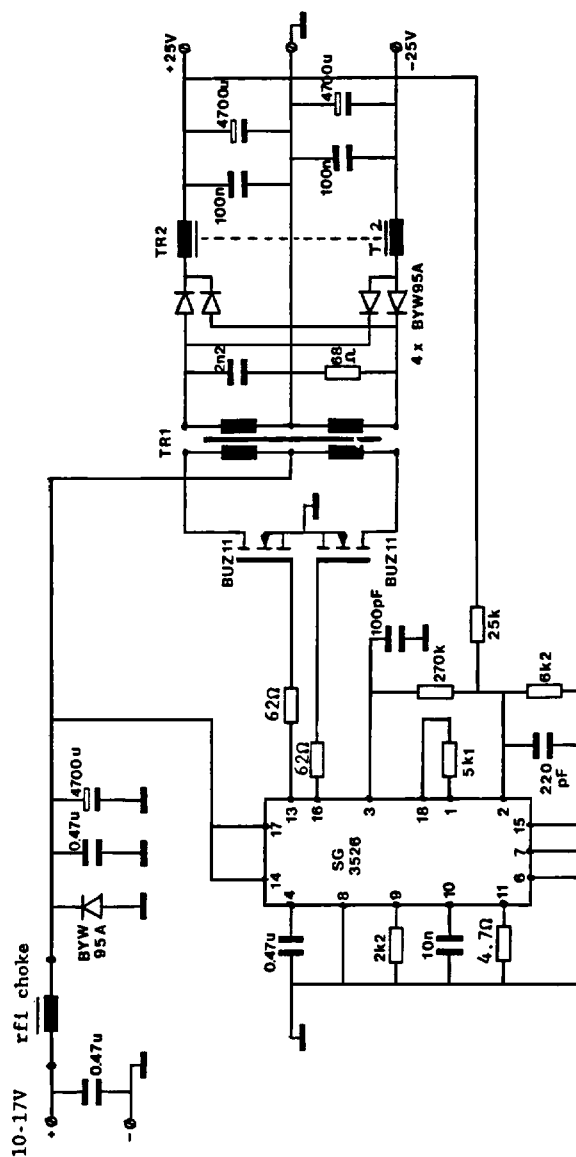 10-17V
+
-
0.47u
rfi choke
BYW
95A
0.47u
4700u
SG
3526
4
14
17
8
9
10
11
13
16
3
18
1
2
6
7
15
0.47u
2k2
10n
4.7Ω
62Ω
62Ω
100pF
270k
5k1
220
pF
6k2
25k
BUZ11
BUZ11
TR1
2n2
68
Ω
4 x BYW95A
TR2
100n
100n
4700u
4700u
+25V
-25V